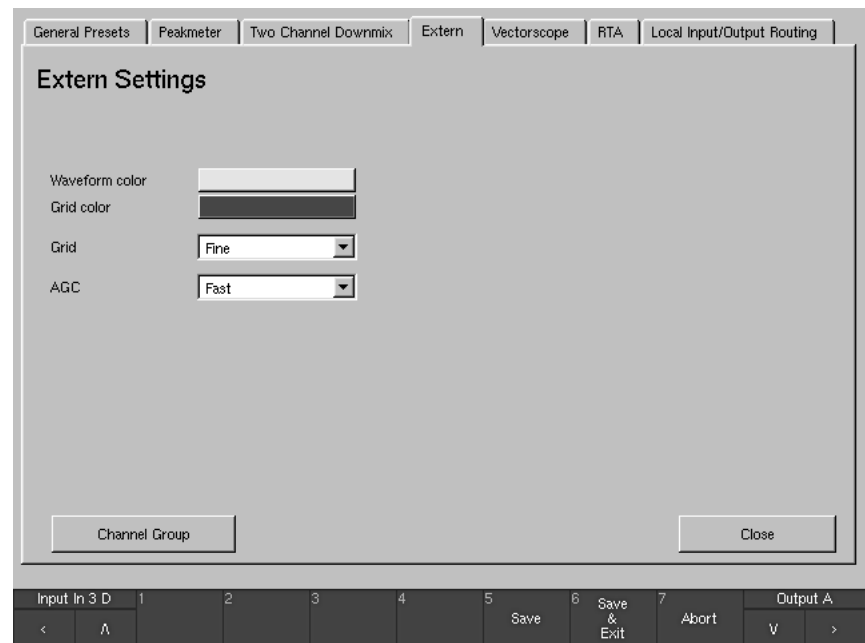 General Presets Peakmeter Two Channel Downmix Extern Vectorscope RTA Local Input/Output Routing
Extern Settings
Waveform color
Grid color
Grid Fine
AGC Fast
Channel Group Close
Input In 3 D 1 2 3 4 5 Save 6 Save & Exit 7 Abort Output A
< Λ V >